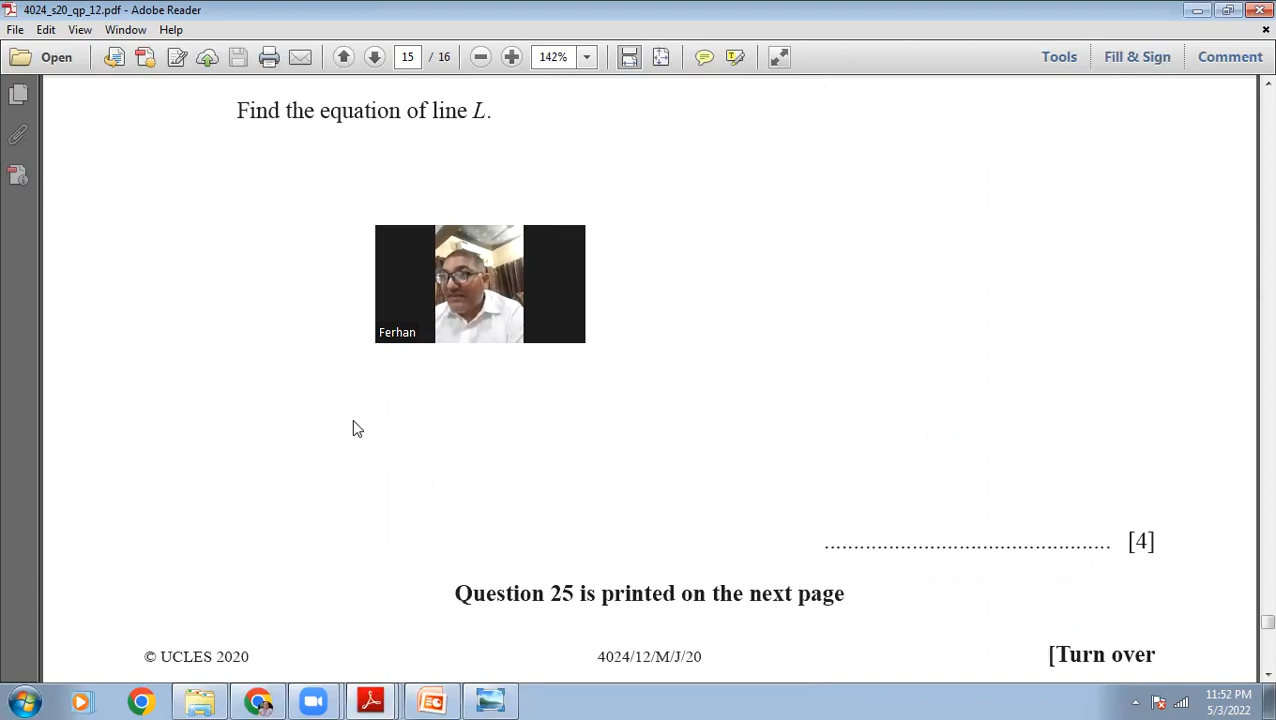 4024_s20_qp_12.pdf - Adobe Reader
File Edit View Window Help
Open 15 / 16 142% Tools Fill & Sign Comment
Find the equation of line L.
Ferhan
................................................ [4]
Question 25 is printed on the next page
© UCLES 2020 4024/12/M/J/20 [Turn over
11:52 PM
5/3/2022